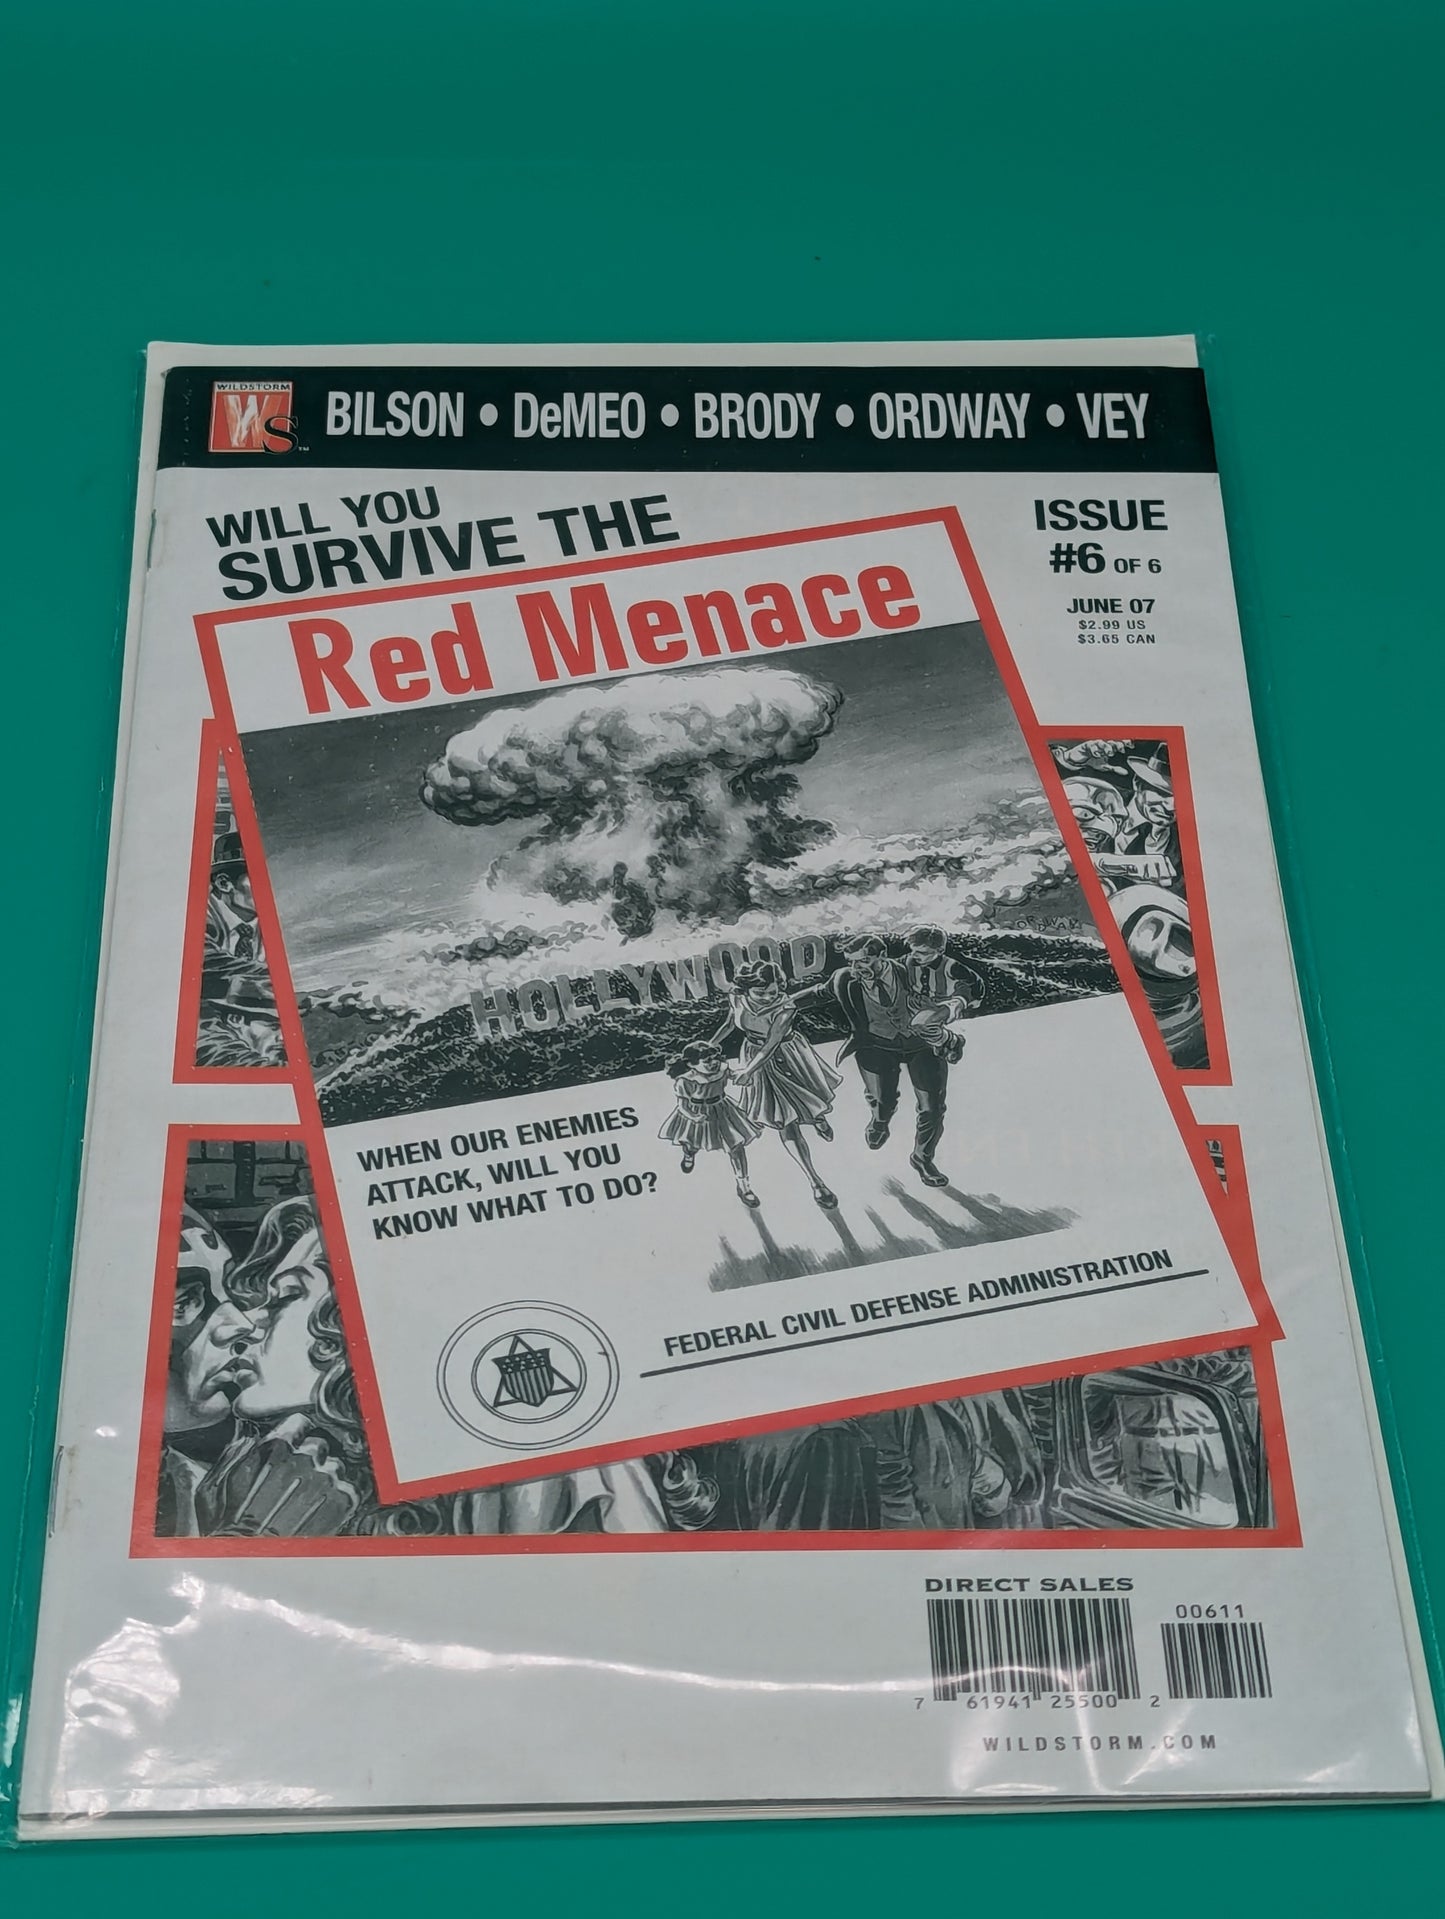 WILDSTORM
WS™
BILSON • DeMEO • BRODY • ORDWAY • VEY
WILL YOU
SURVIVE THE
Red Menace
ISSUE
#6 OF 6
JUNE 07
$2.99 US
$3.65 CAN
ORDWAY
HOLLYWOOD
WHEN OUR ENEMIES
ATTACK, WILL YOU
KNOW WHAT TO DO?
FEDERAL CIVIL DEFENSE ADMINISTRATION
DIRECT SALES
00611
7 61941 25500 2
WILDSTORM.COM